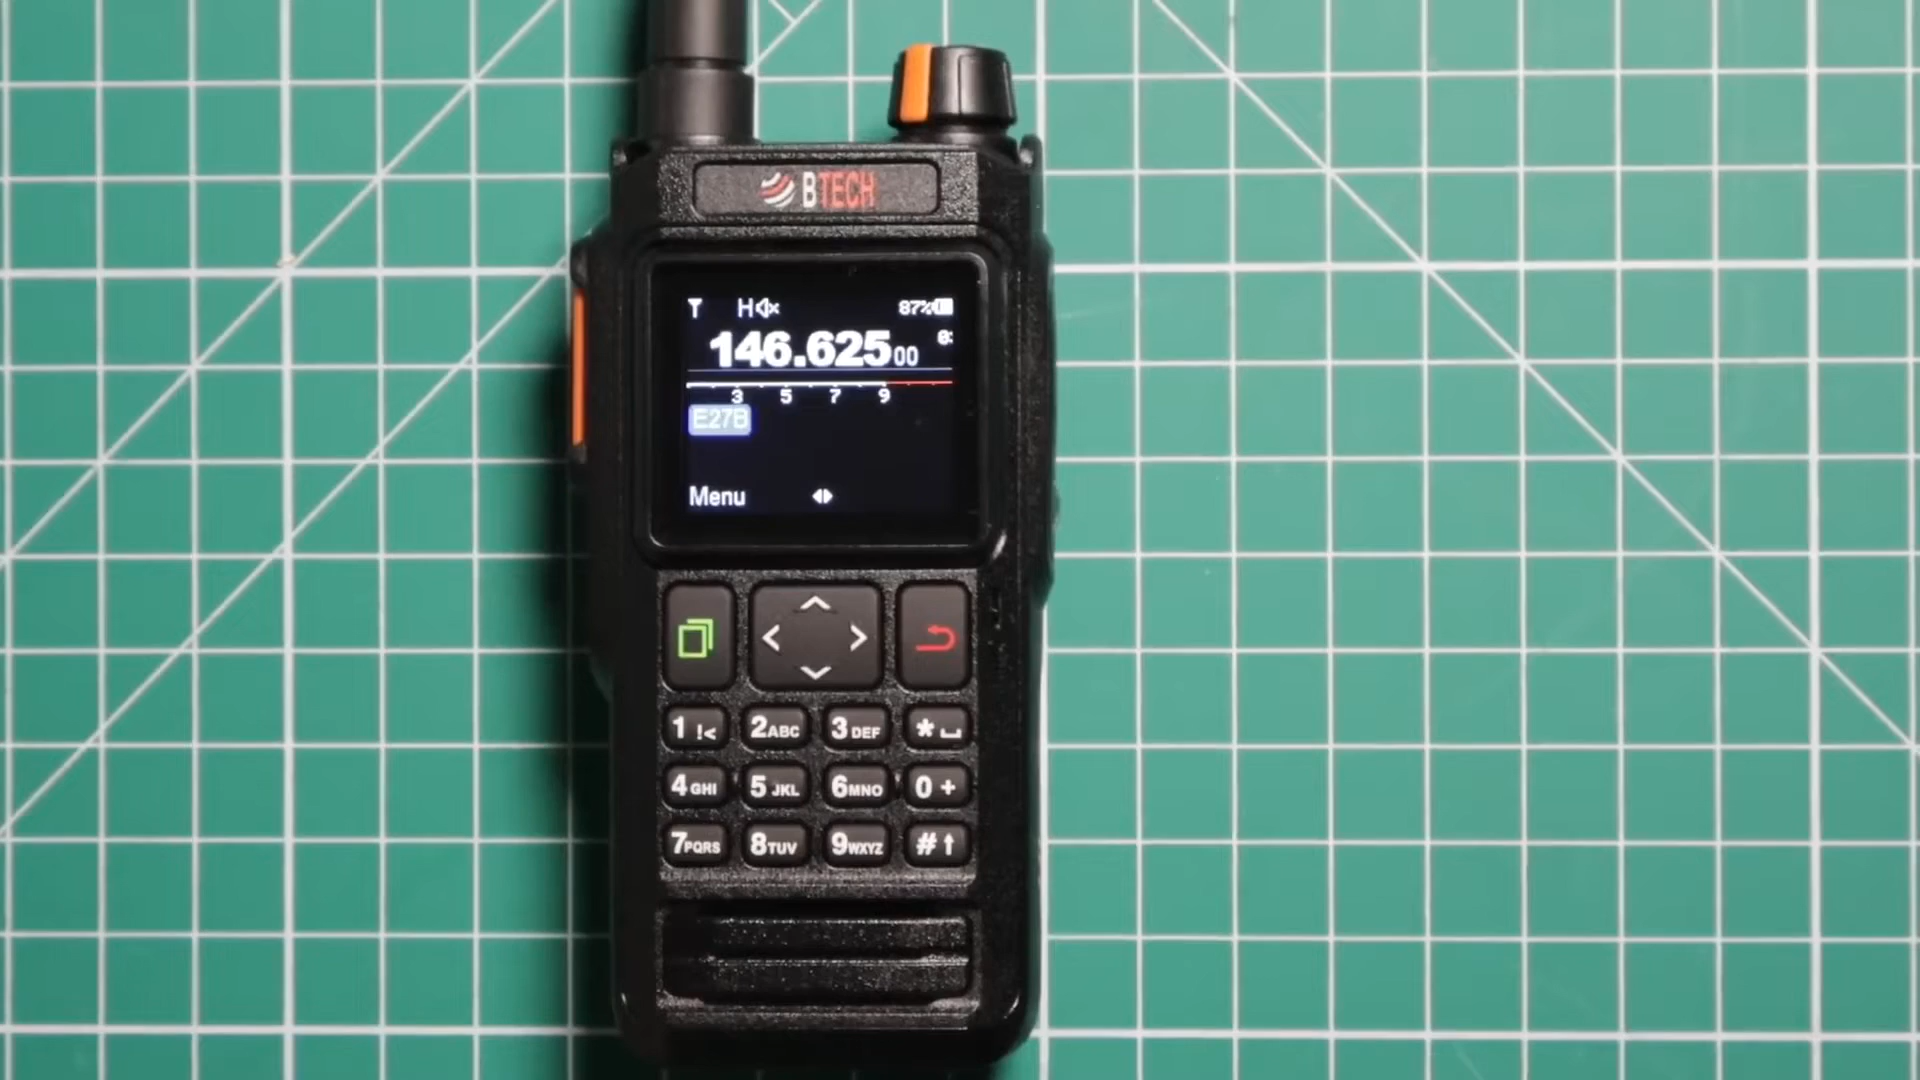 BTECH
H 87%
146.62500
3 5 7 9
E27B
Menu
1 !< 2ABC 3DEF *
4GHI 5JKL 6MNO 0 +
7PQRS 8TUV 9WXYZ #